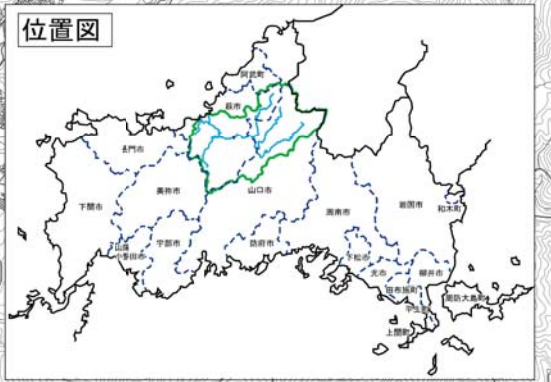 位置図
阿武町
萩市
長門市
美祢市
山口市
下関市
周南市
岩国市
和木町
山陽
小野田市
宇部市
防府市
下松市
光市
柳井市
田布施町
周防大島町
平生町
上関町